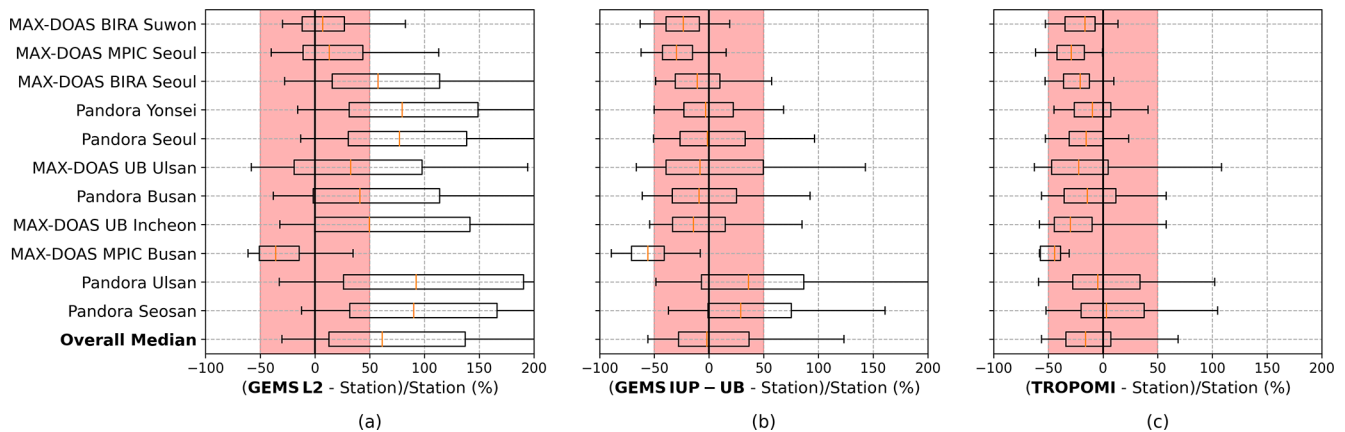 MAX-DOAS BIRA Suwon
MAX-DOAS MPIC Seoul
MAX-DOAS BIRA Seoul
Pandora Yonsei
Pandora Seoul
MAX-DOAS UB Ulsan
Pandora Busan
MAX-DOAS UB Incheon
MAX-DOAS MPIC Busan
Pandora Ulsan
Pandora Seosan
Overall Median
−100 −50 0 50 100 150 200
(GEMS L2 - Station)/Station (%)
(a)
−100 −50 0 50 100 150 200
(GEMS IUP − UB - Station)/Station (%)
(b)
−100 −50 0 50 100 150 200
(TROPOMI - Station)/Station (%)
(c)